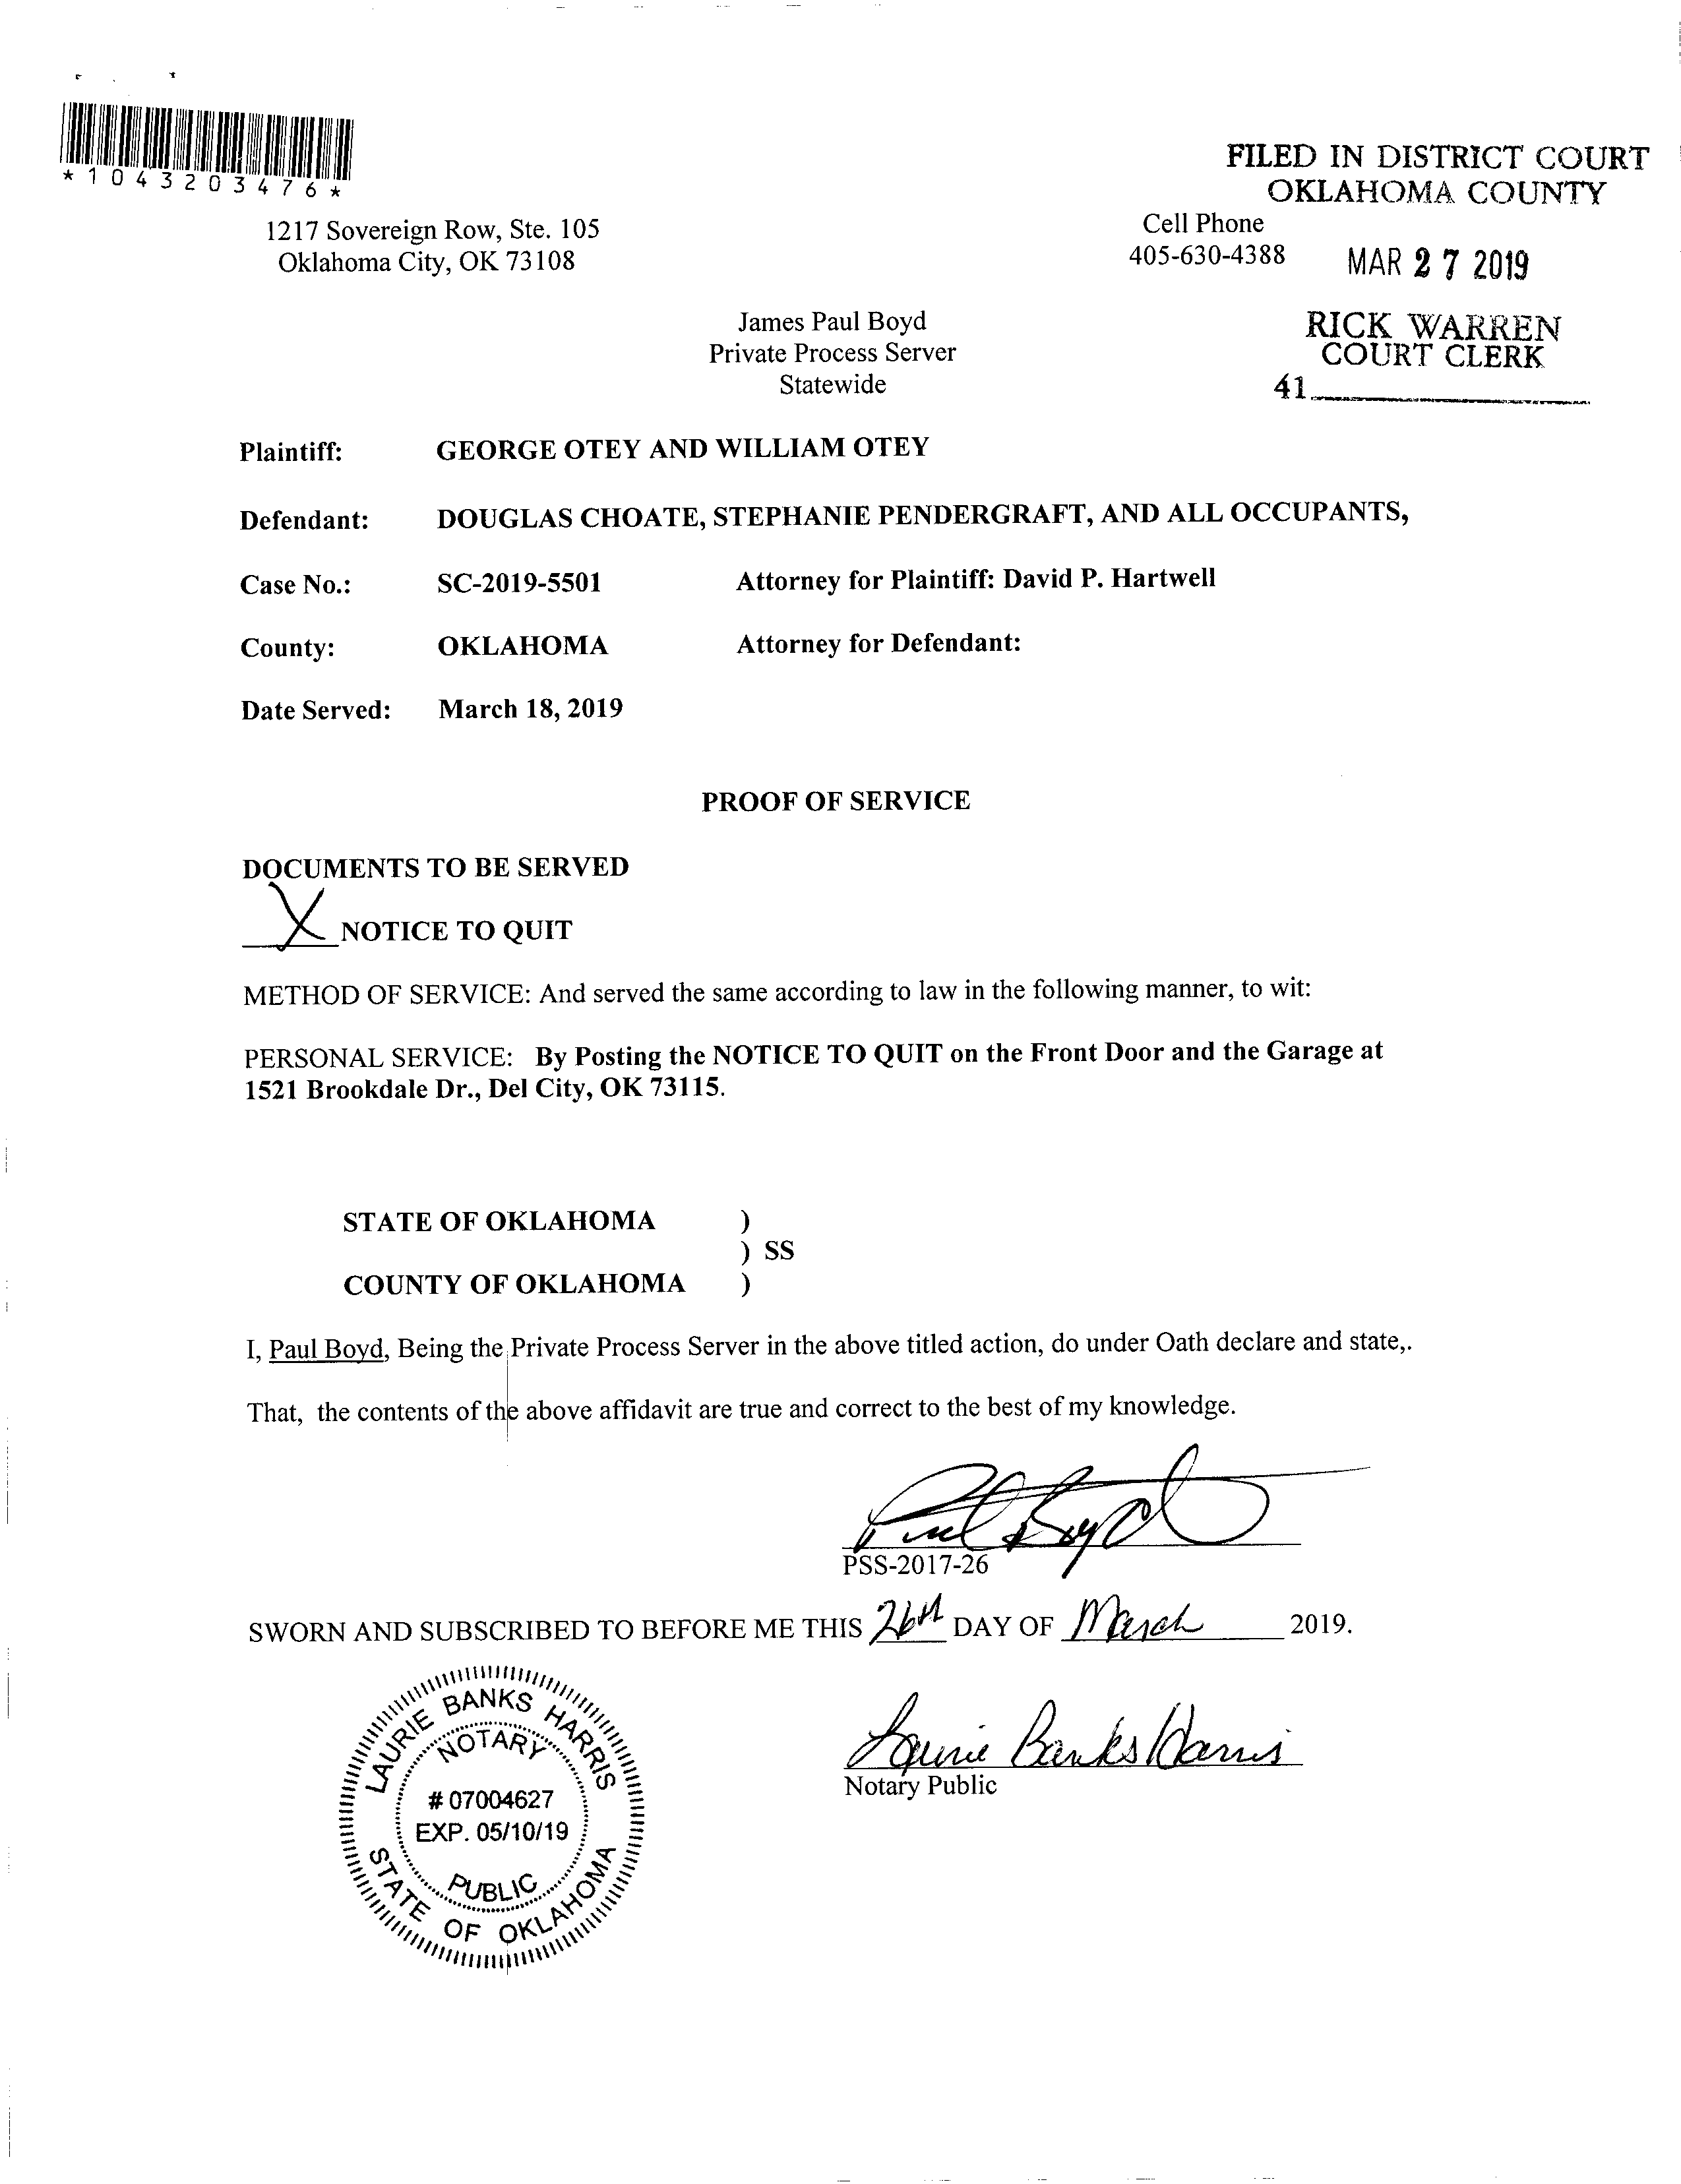 *1043203476*
FILED IN DISTRICT COURT
OKLAHOMA COUNTY
1217 Sovereign Row, Ste. 105
Oklahoma City, OK 73108
Cell Phone
405-630-4388
MAR 27 2019
James Paul Boyd
Private Process Server
Statewide
RICK WARREN
COURT CLERK
41
Plaintiff: GEORGE OTEY AND WILLIAM OTEY
Defendant: DOUGLAS CHOATE, STEPHANIE PENDERGRAFT, AND ALL OCCUPANTS,
Case No.: SC-2019-5501 Attorney for Plaintiff: David P. Hartwell
County: OKLAHOMA Attorney for Defendant:
Date Served: March 18, 2019
PROOF OF SERVICE
DOCUMENTS TO BE SERVED
X NOTICE TO QUIT
METHOD OF SERVICE: And served the same according to law in the following manner, to wit:
PERSONAL SERVICE: By Posting the NOTICE TO QUIT on the Front Door and the Garage at
1521 Brookdale Dr., Del City, OK 73115.
STATE OF OKLAHOMA )
) SS
COUNTY OF OKLAHOMA )
I, Paul Boyd, Being the Private Process Server in the above titled action, do under Oath declare and state,.
That, the contents of the above affidavit are true and correct to the best of my knowledge.
Paul Boyd
PSS-2017-26
SWORN AND SUBSCRIBED TO BEFORE ME THIS 26th DAY OF March 2019.
Laurie Banks Harris
Notary Public
LAURIE BANKS HARRIS
NOTARY
# 07004627
EXP. 05/10/19
PUBLIC
STATE OF OKLAHOMA